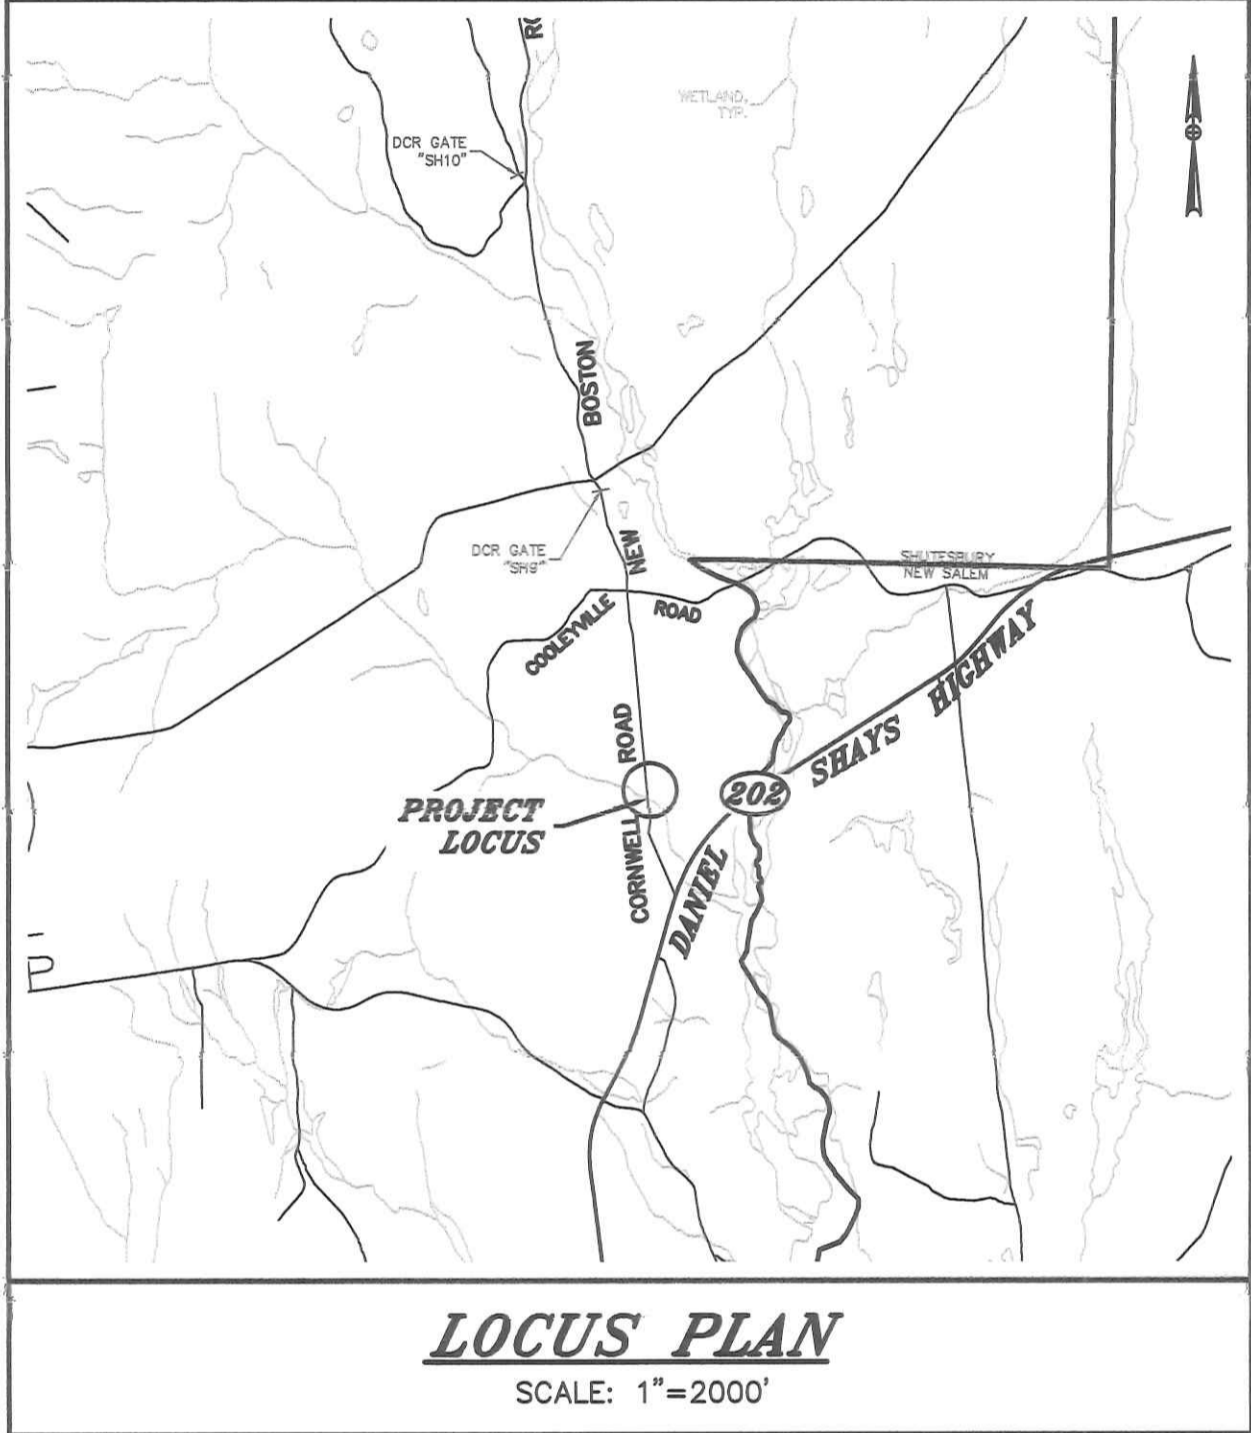 RO
WETLAND,
TYP.
DCR GATE
"SH10"
BOSTON
DCR GATE
"SH9"
NEW
SHUTESBURY
NEW SALEM
COOLEYVILLE ROAD
ROAD
CORNWELL
PROJECT
LOCUS
202
DANIEL SHAYS HIGHWAY
P
LOCUS PLAN
SCALE: 1"=2000'